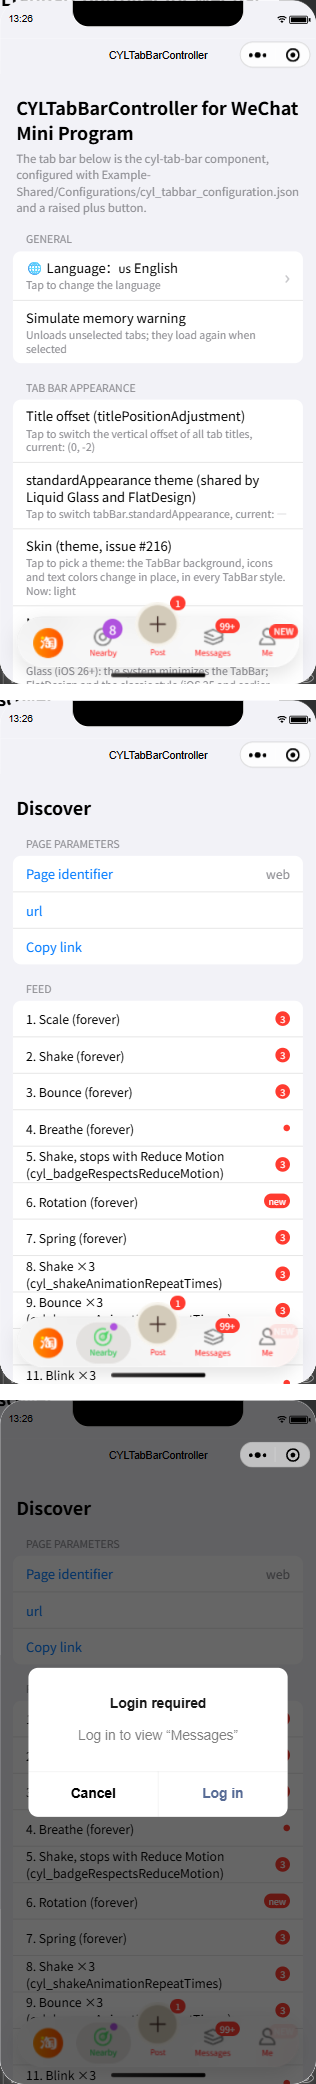 13:26
CYLTabBarController
CYLTabBarController for WeChat
Mini Program
The tab bar below is the cyl-tab-bar component,
configured with Example-
Shared/Configurations/cyl_tabbar_configuration.json
and a raised plus button.
GENERAL
🌐 Language： us English
Tap to change the language
Simulate memory warning
Unloads unselected tabs; they load again when
selected
TAB BAR APPEARANCE
Title offset (titlePositionAdjustment)
Tap to switch the vertical offset of all tab titles,
current: (0, -2)
standardAppearance theme (shared by
Liquid Glass and FlatDesign)
Tap to switch tabBar.standardAppearance, current: —
Skin (theme, issue #216)
Tap to pick a theme: the TabBar background, icons
and text colors change in place, in every TabBar style.
Now: light
淘
8
Nearby
1
Post
99+
Messages
NEW
Me
Glass (iOS 26+): the system minimizes the TabBar;
13:26
CYLTabBarController
Discover
PAGE PARAMETERS
Page identifier web
url
Copy link
FEED
1. Scale (forever) 3
2. Shake (forever) 3
3. Bounce (forever) 3
4. Breathe (forever)
5. Shake, stops with Reduce Motion
(cyl_badgeRespectsReduceMotion) 3
6. Rotation (forever) new
7. Spring (forever) 3
8. Shake ×3
(cyl_shakeAnimationRepeatTimes) 3
9. Bounce ×3 3
淘
Nearby
1
Post
99+
Messages
NEW
Me
11. Blink ×3
13:26
CYLTabBarController
Discover
PAGE PARAMETERS
Page identifier web
url
Copy link
Login required
Log in to view “Messages”
Cancel Log in
4. Breathe (forever)
5. Shake, stops with Reduce Motion
(cyl_badgeRespectsReduceMotion) 3
6. Rotation (forever) new
7. Spring (forever) 3
8. Shake ×3
(cyl_shakeAnimationRepeatTimes) 3
9. Bounce ×3 3
淘
Nearby
1
Post
99+
Messages
Me
11. Blink ×3